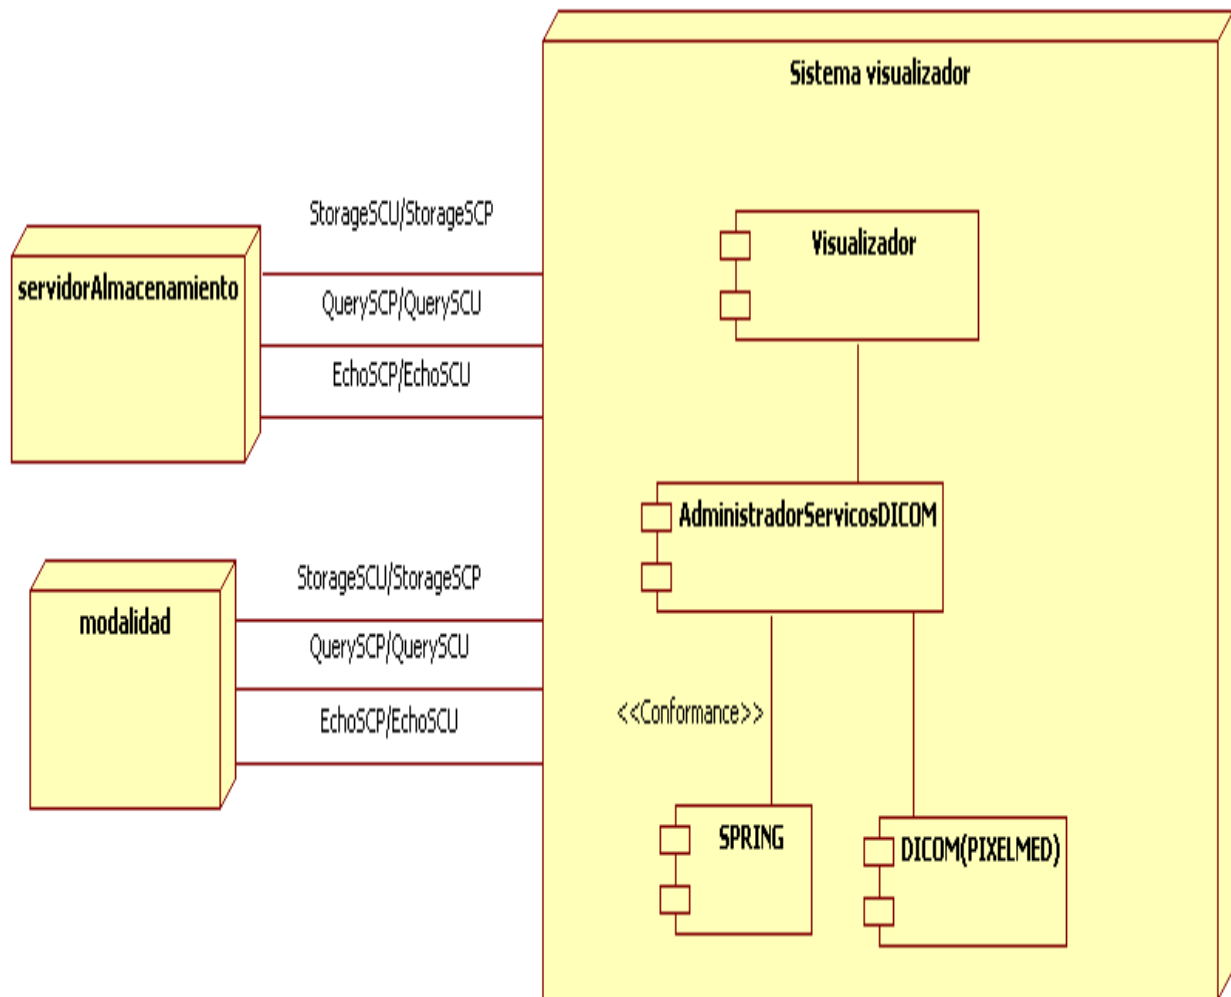 Sistema visualizador
StorageSCU/StorageSCP
Visualizador
servidorAlmacenamiento
QuerySCP/QuerySCU
EchoSCP/EchoSCU
AdministradorServicosDICOM
StorageSCU/StorageSCP
modalidad
QuerySCP/QuerySCU
EchoSCP/EchoSCU
<<Conformance>>
SPRING
DICOM(PIXELMED)